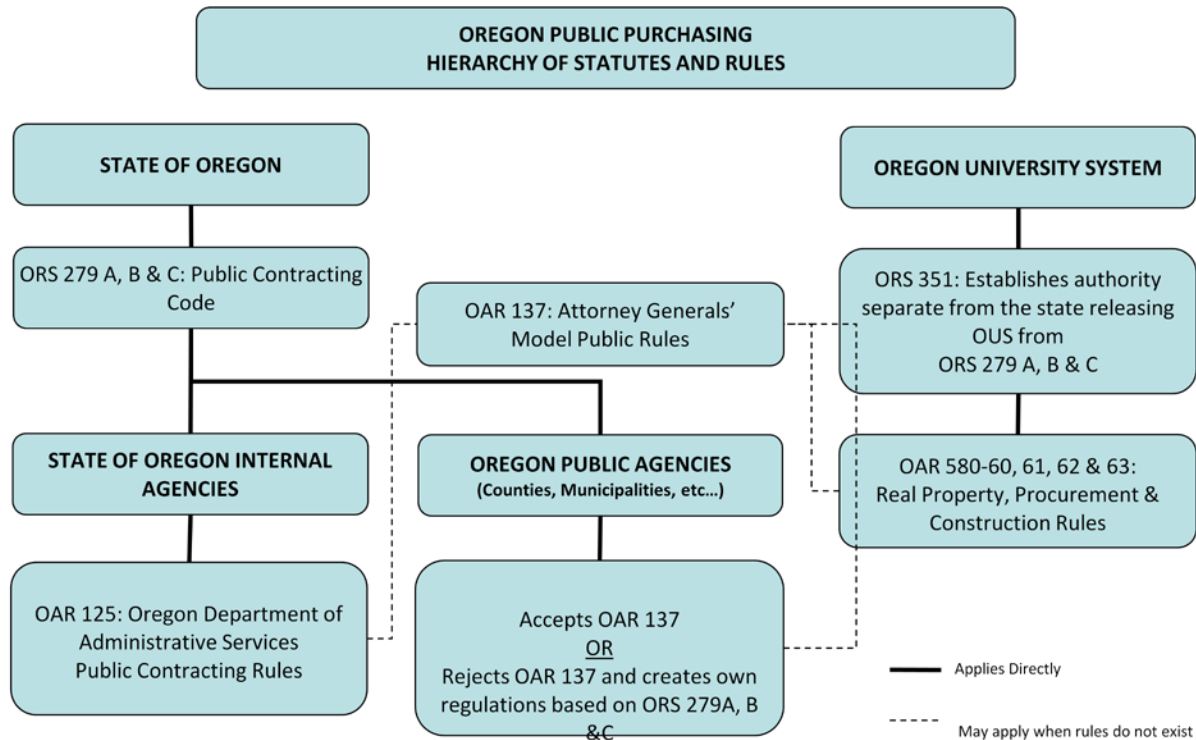 OREGON PUBLIC PURCHASING
HIERARCHY OF STATUTES AND RULES
STATE OF OREGON
OREGON UNIVERSITY SYSTEM
ORS 279 A, B & C: Public Contracting
Code
OAR 137: Attorney Generals’
Model Public Rules
ORS 351: Establishes authority
separate from the state releasing
OUS from
ORS 279 A, B & C
STATE OF OREGON INTERNAL
AGENCIES
OREGON PUBLIC AGENCIES
(Counties, Municipalities, etc…)
OAR 580-60, 61, 62 & 63:
Real Property, Procurement &
Construction Rules
OAR 125: Oregon Department of
Administrative Services
Public Contracting Rules
Accepts OAR 137
OR
Rejects OAR 137 and creates own
regulations based on ORS 279A, B
&C
Applies Directly
May apply when rules do not exist